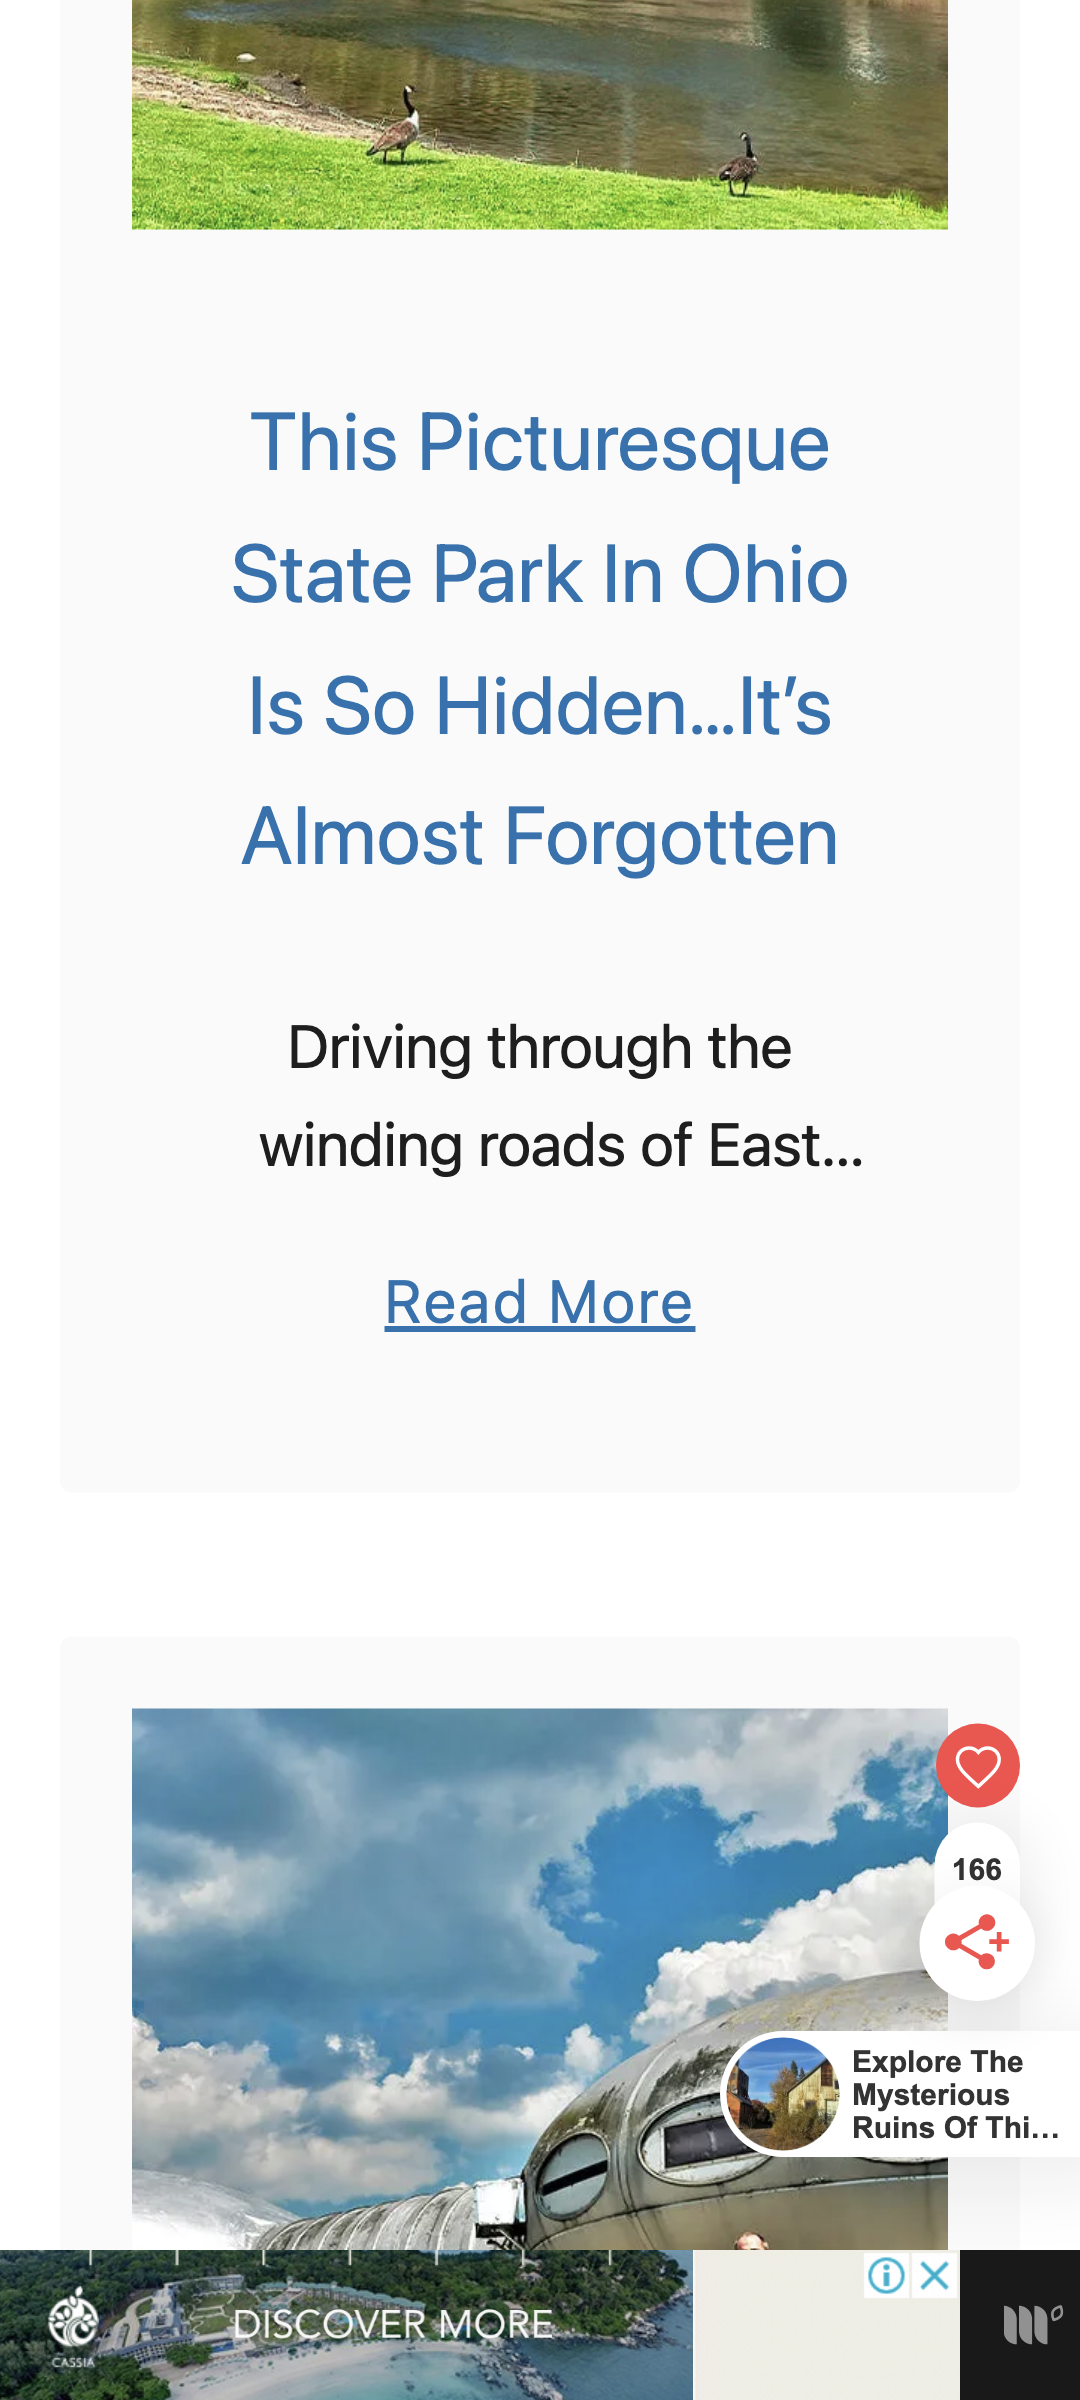 This Picturesque
State Park In Ohio
Is So Hidden…It’s
Almost Forgotten
Driving through the
winding roads of East…
Read More
166
Explore The
Mysterious
Ruins Of Thi…
DISCOVER MORE
CASSIA